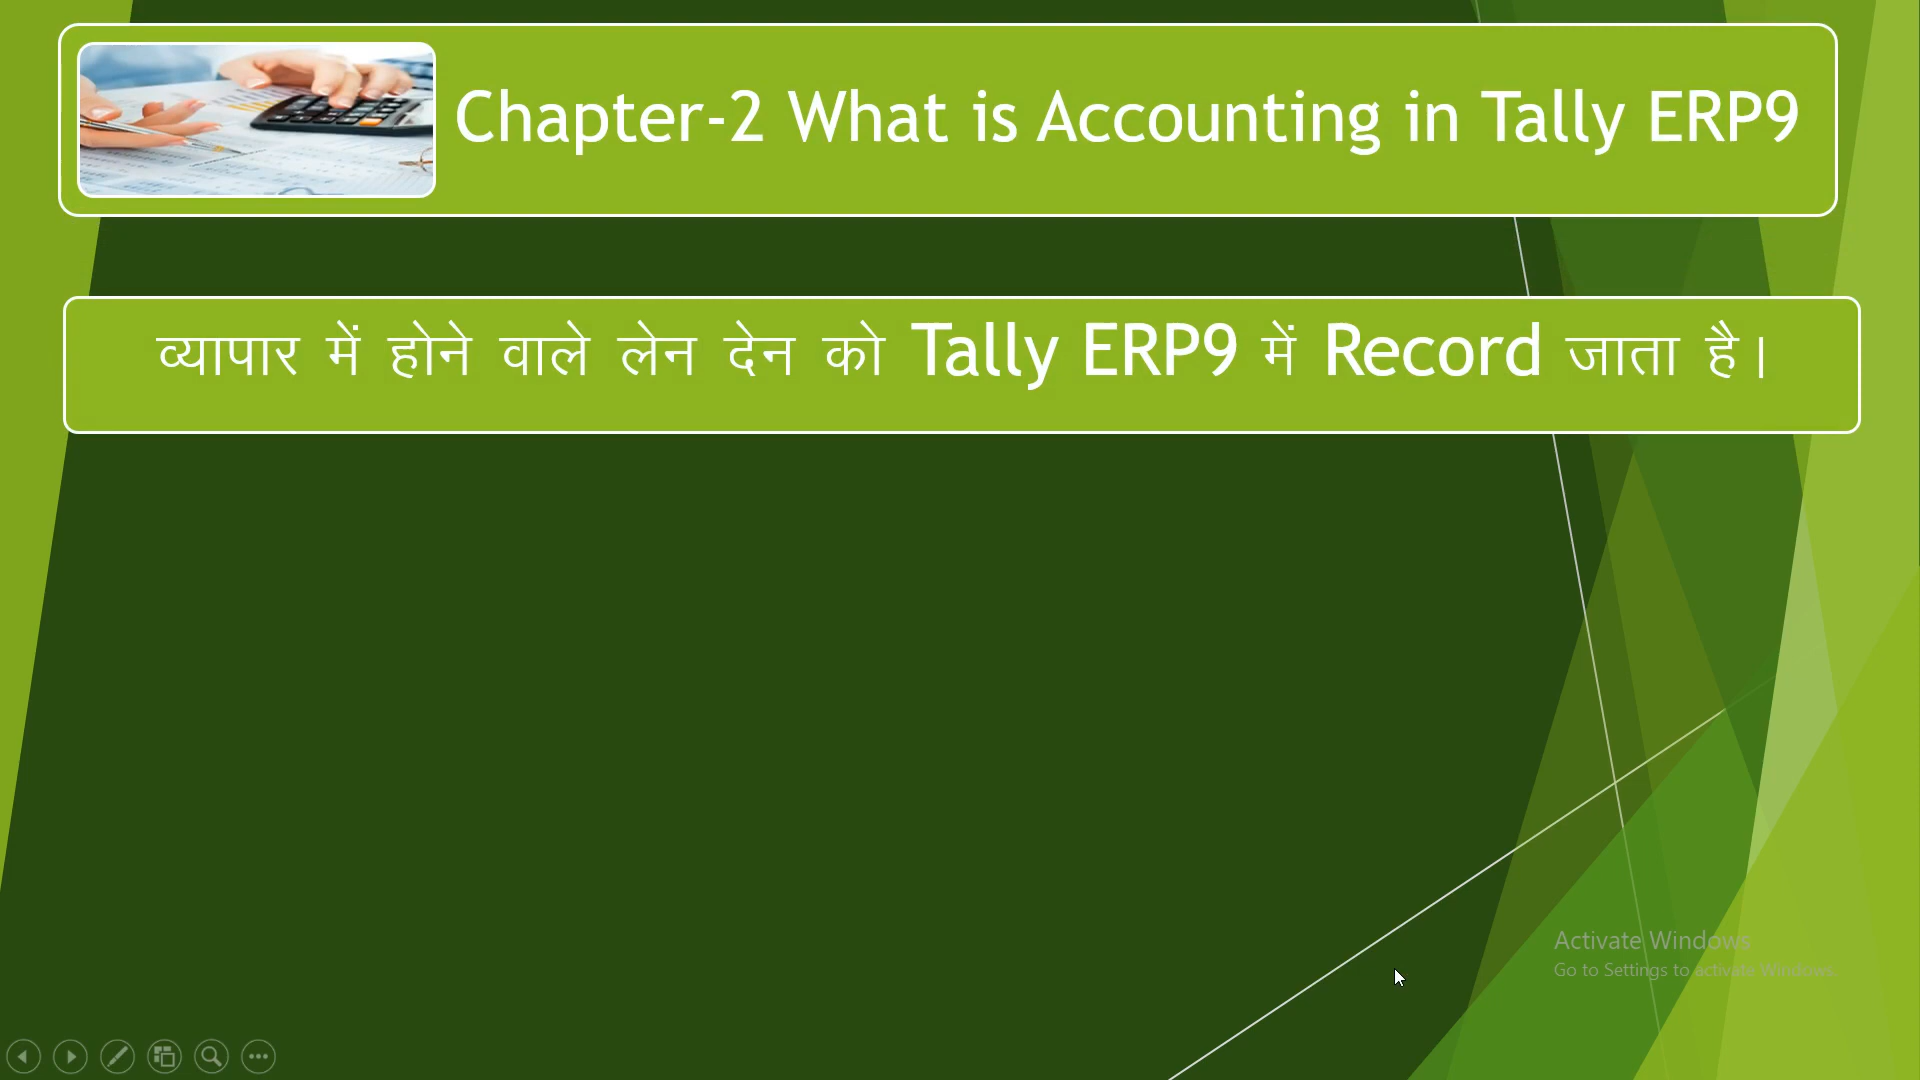 Chapter-2 What is Accounting in Tally ERP9
व्यापार में होने वाले लेन देन को Tally ERP9 में Record जाता है।
Activate Windows
Go to Settings to activate Windows.